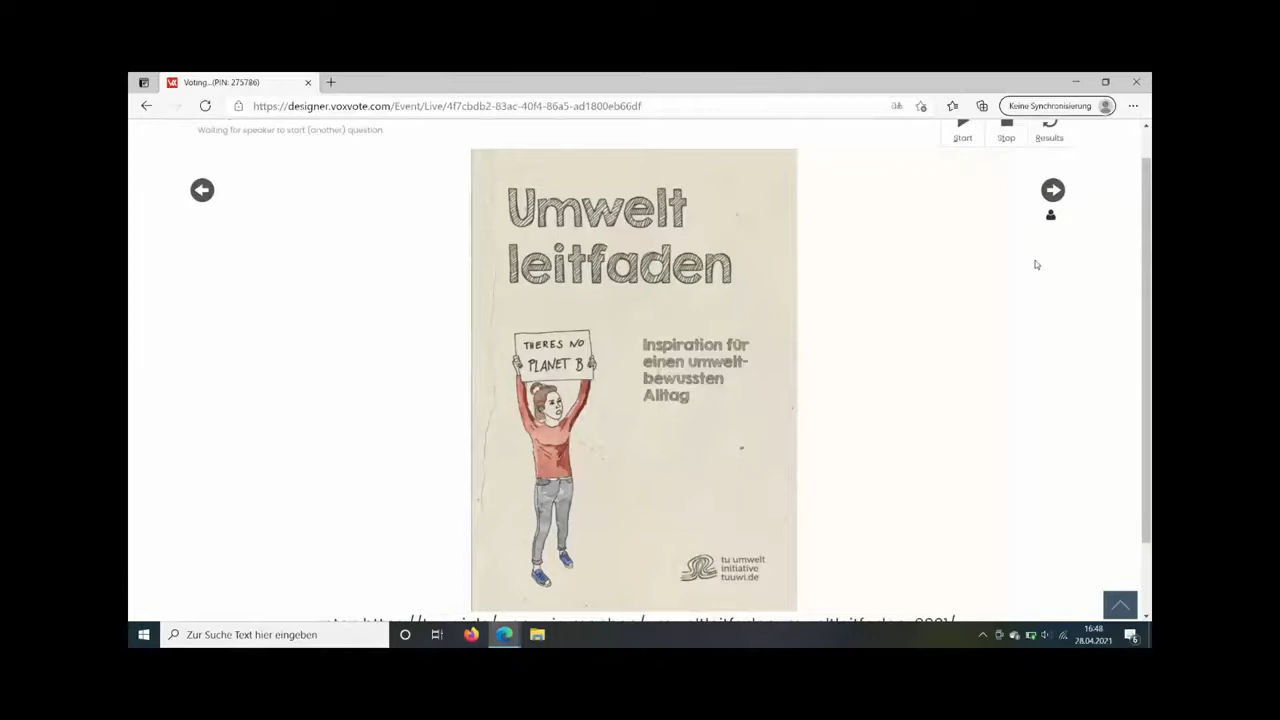 Voting...(PIN: 275786)
https://designer.voxvote.com/Event/Live/4f7cbdb2-83ac-40f4-86a5-ad1800eb66df
Keine Synchronisierung
Waiting for speaker to start (another) question.
Start
Stop
Results
Umwelt
leitfaden
THERES NO
PLANET B
Inspiration für
einen umwelt-
bewussten
Alltag
tu umwelt
initiative
tuuwi.de
Zur Suche Text hier eingeben
16:48
28.04.2021
6